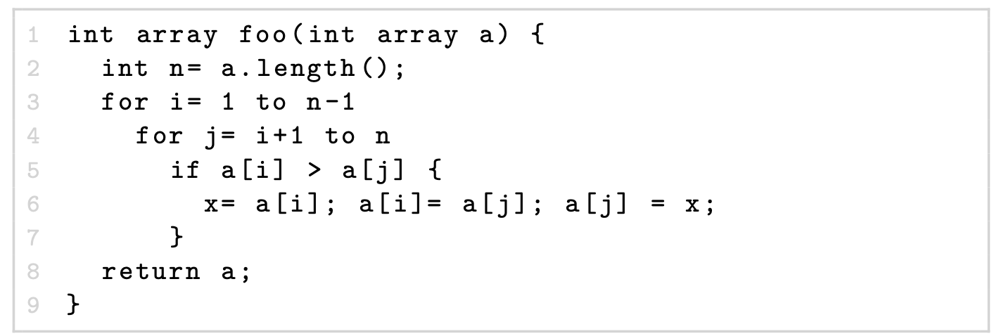 1 int array foo(int array a) {
2 int n= a.length();
3 for i= 1 to n-1
4 for j= i+1 to n
5 if a[i] > a[j] {
6 x= a[i]; a[i]= a[j]; a[j] = x;
7 }
8 return a;
9 }